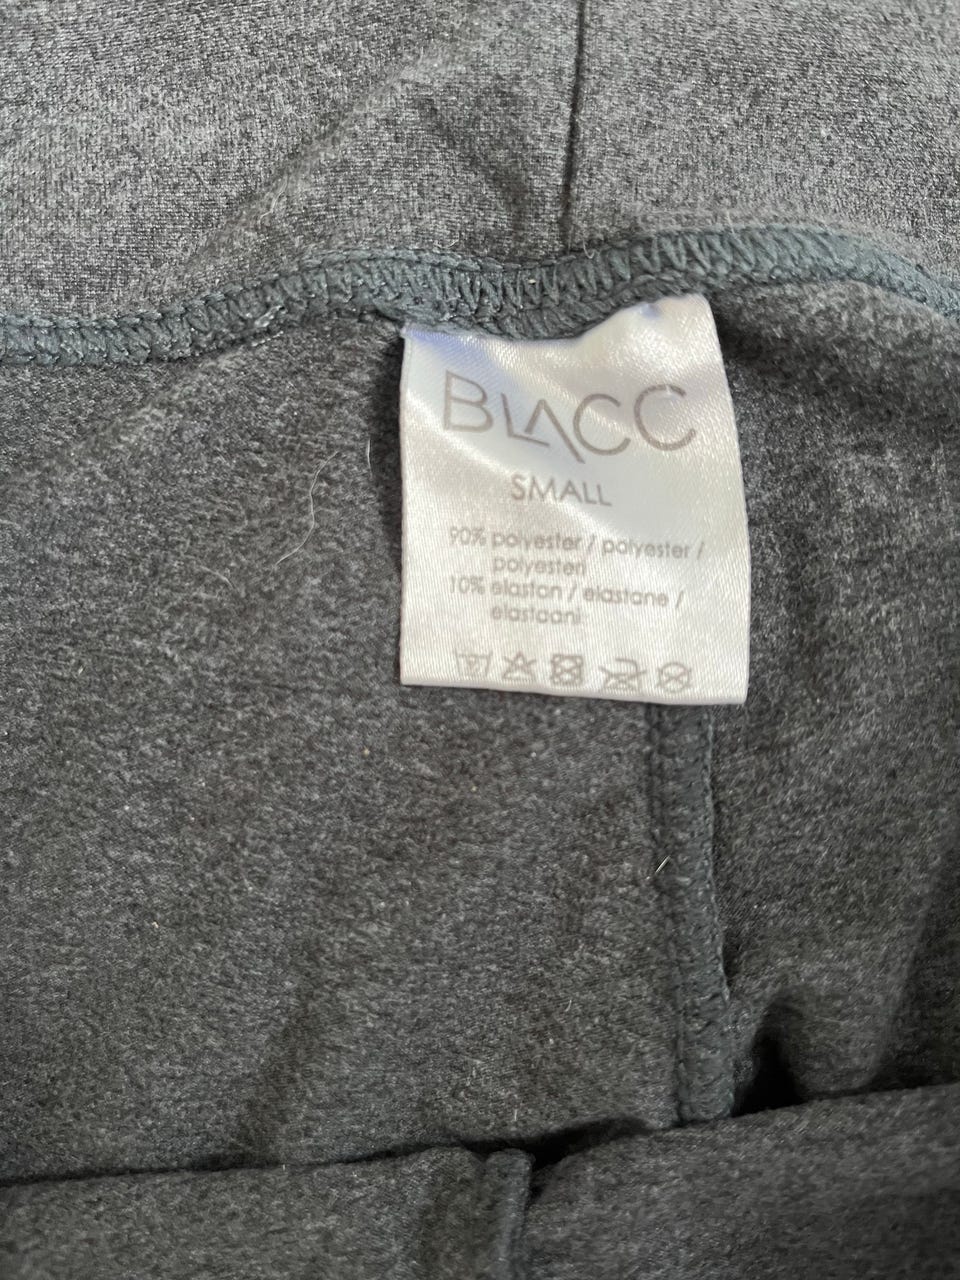 BLACC
SMALL
90% polyester / polyester /
polyesteri
10% elastan / elastane /
elastaani